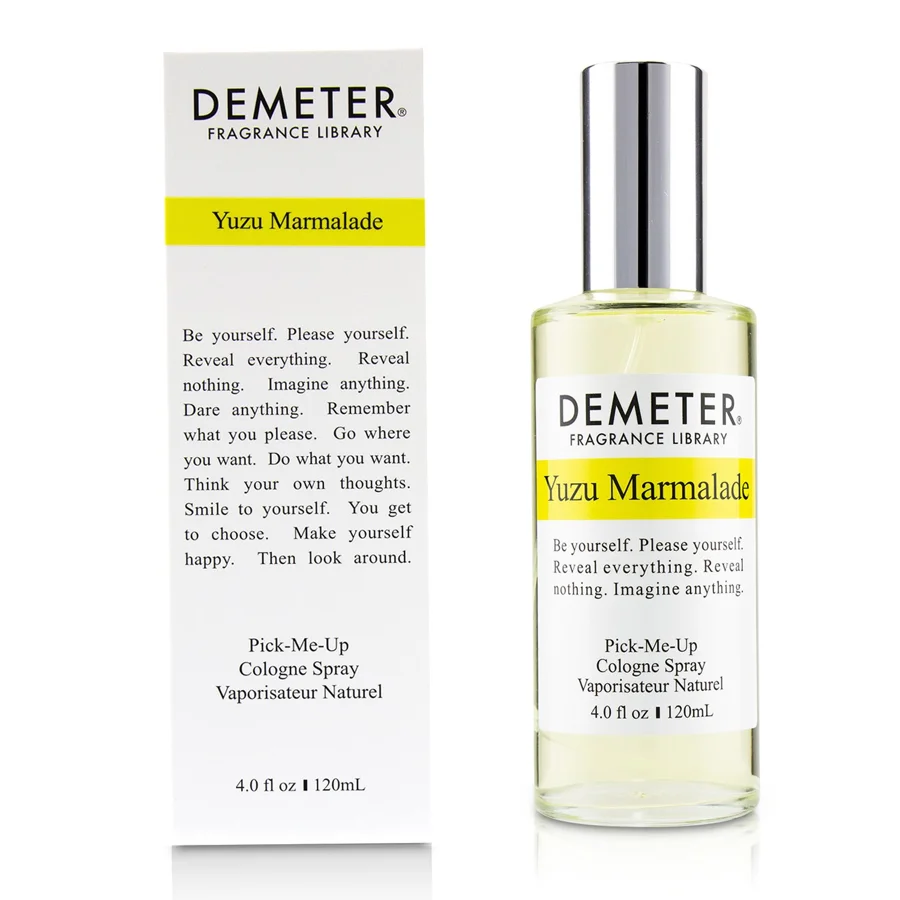 DEMETER®
FRAGRANCE LIBRARY
Yuzu Marmalade
Be yourself. Please yourself.
Reveal everything. Reveal
nothing. Imagine anything.
Dare anything. Remember
what you please. Go where
you want. Do what you want.
Think your own thoughts.
Smile to yourself. You get
to choose. Make yourself
happy. Then look around.
Pick-Me-Up
Cologne Spray
Vaporisateur Naturel
4.0 fl oz ▮ 120mL
DEMETER®
FRAGRANCE LIBRARY
Yuzu Marmalade
Be yourself. Please yourself.
Reveal everything. Reveal
nothing. Imagine anything.
Pick-Me-Up
Cologne Spray
Vaporisateur Naturel
4.0 fl oz ▮ 120mL